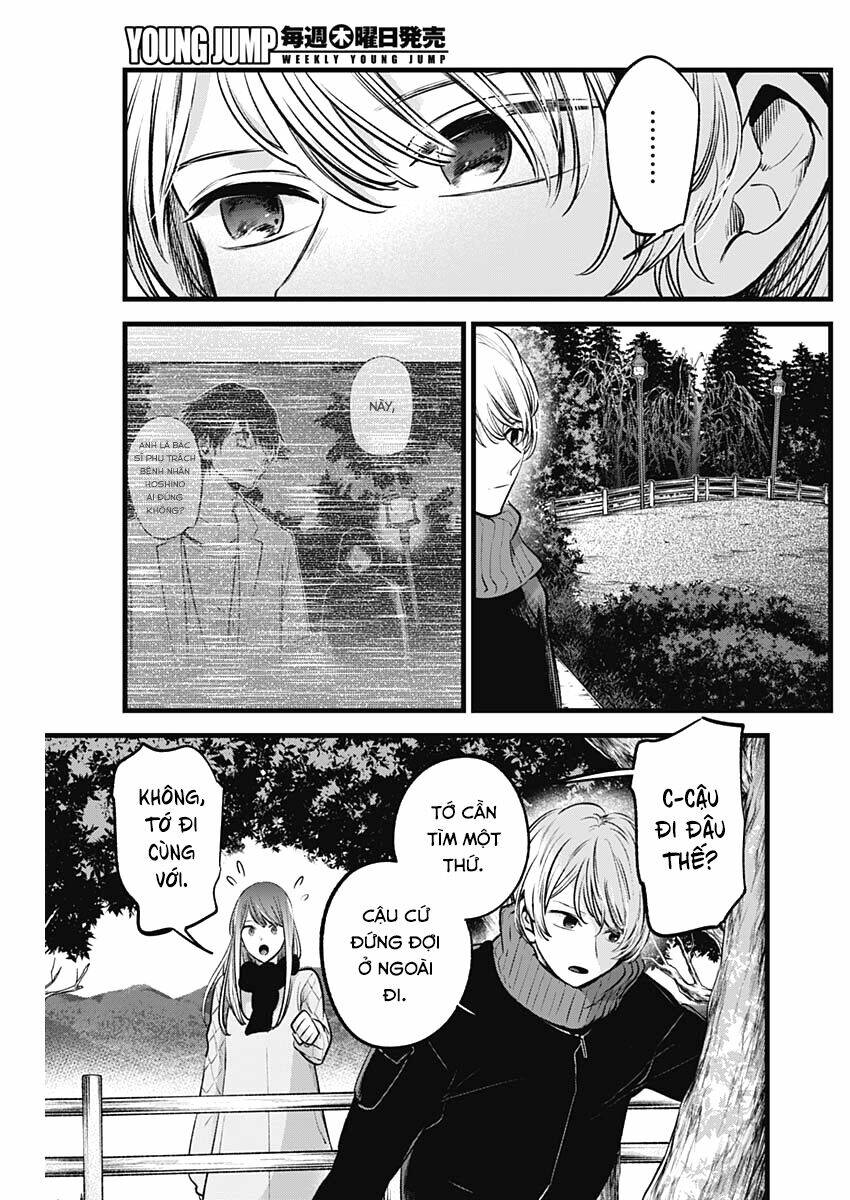 YOUNG JUMP 毎週木曜日発売
WEEKLY YOUNG JUMP
………
NÀY,
ANH LÀ BÁC
SĨ PHỤ TRÁCH
BỆNH NHÂN
HOSHINO
AI ĐÚNG
KHÔNG?
C-CẬU
ĐI ĐÂU
THẾ?
TỚ CẦN
TÌM MỘT
THỨ.
CẬU CỨ
ĐỨNG ĐỢI
Ở NGOÀI
ĐI.
KHÔNG,
TỚ ĐI
CÙNG
VỚI.